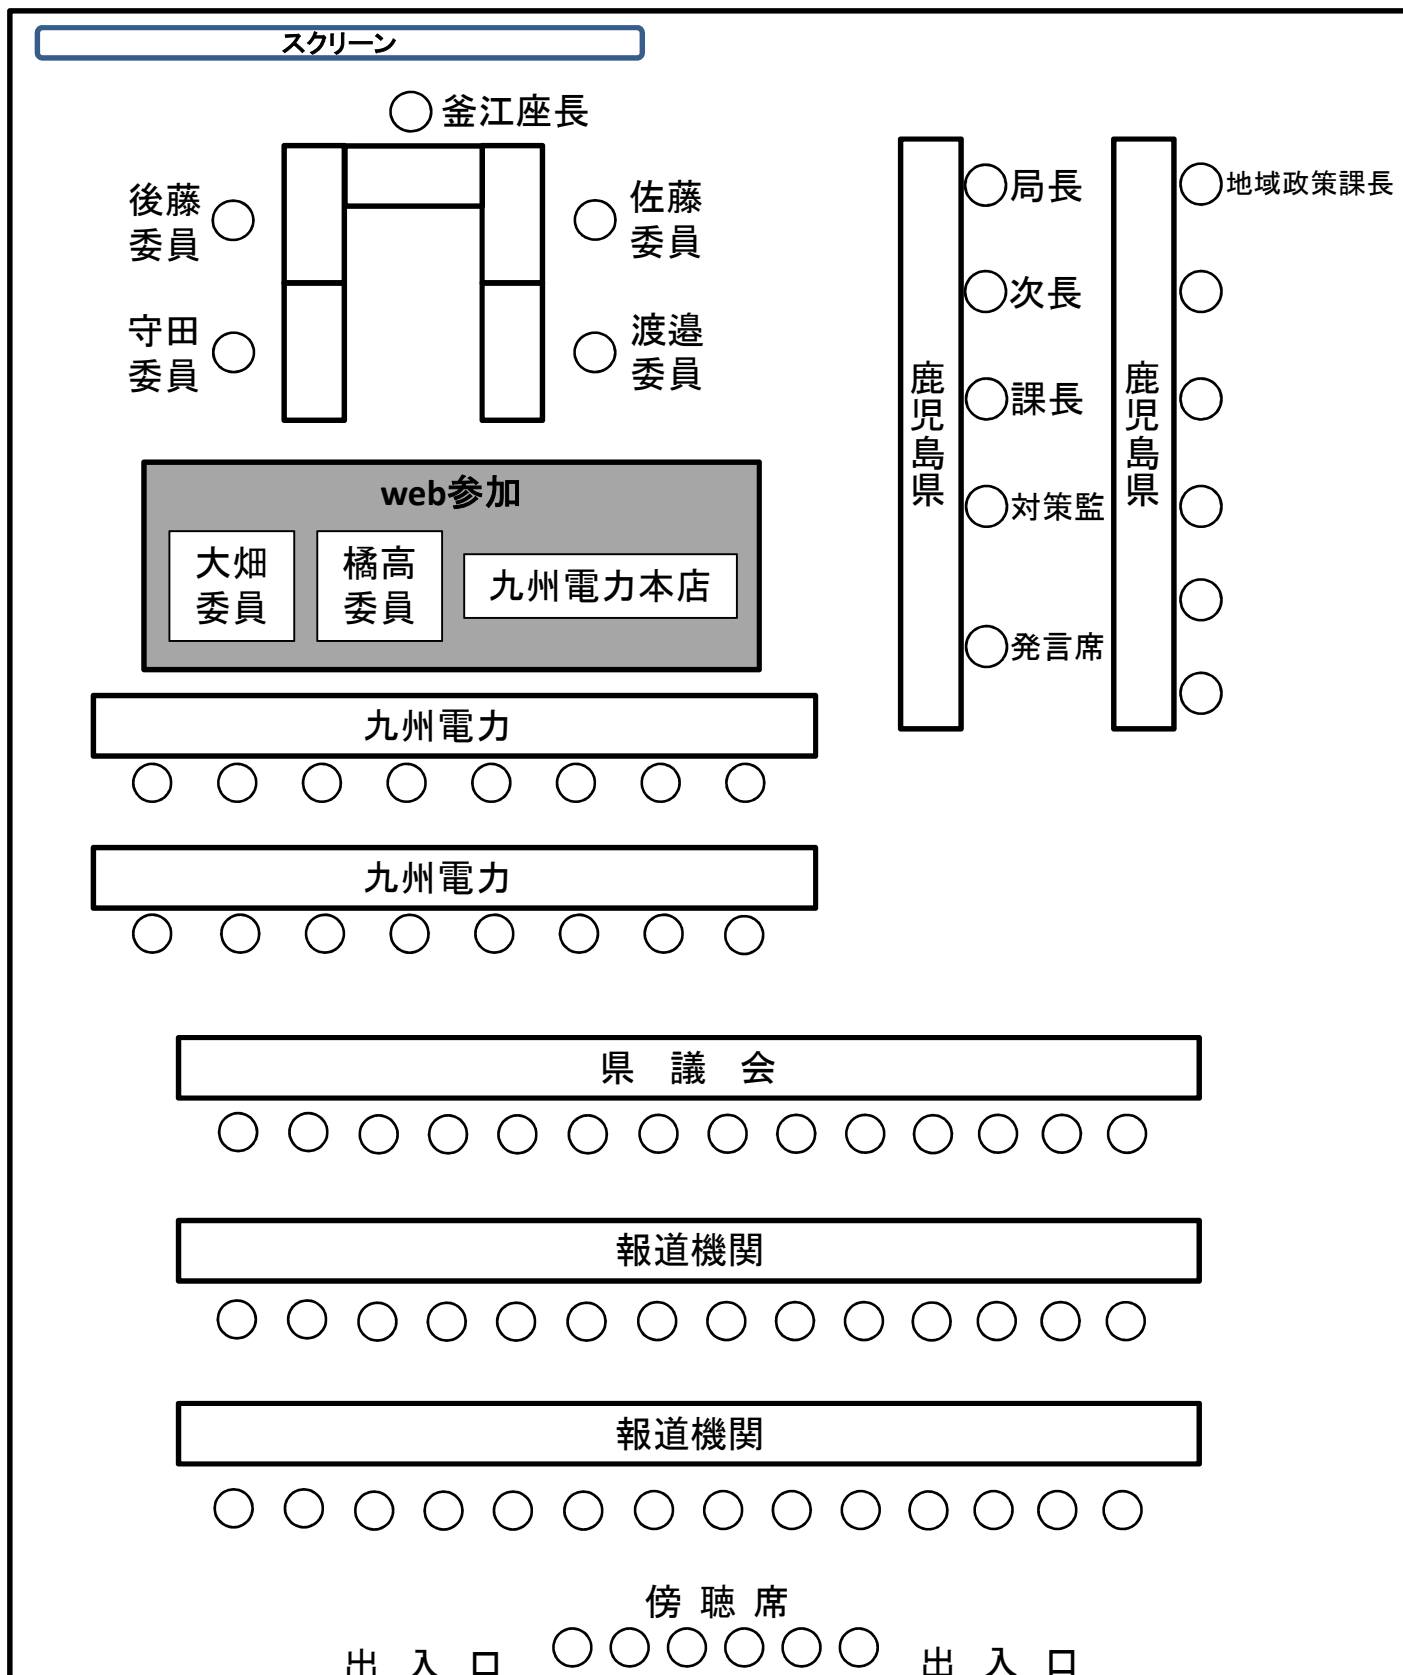 スクリーン
釜江座長
後藤
委員
佐藤
委員
守田
委員
渡邉
委員
局長
次長
課長
対策監
発言席
鹿児島県
鹿児島県
地域政策課長
web参加
大畑
委員
橘高
委員
九州電力本店
九州電力
九州電力
県 議 会
報道機関
報道機関
傍 聴 席
出 入 口
出 入 口